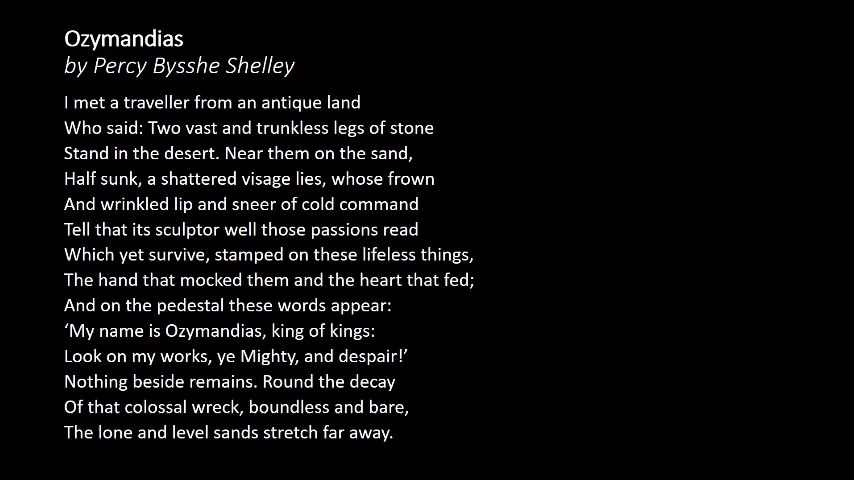 Ozymandias
by Percy Bysshe Shelley
I met a traveller from an antique land
Who said: Two vast and trunkless legs of stone
Stand in the desert. Near them on the sand,
Half sunk, a shattered visage lies, whose frown
And wrinkled lip and sneer of cold command
Tell that its sculptor well those passions read
Which yet survive, stamped on these lifeless things,
The hand that mocked them and the heart that fed;
And on the pedestal these words appear:
‘My name is Ozymandias, king of kings:
Look on my works, ye Mighty, and despair!’
Nothing beside remains. Round the decay
Of that colossal wreck, boundless and bare,
The lone and level sands stretch far away.